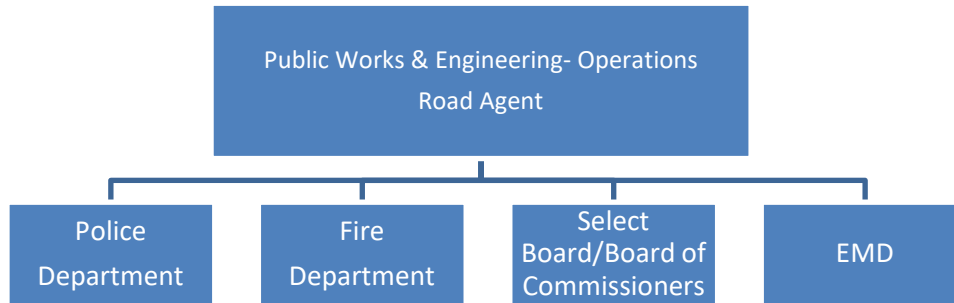 Public Works & Engineering- Operations
Road Agent
Police
Department
Fire
Department
Select
Board/Board of
Commissioners
EMD